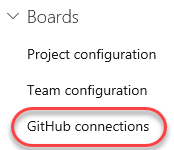 Boards
Project configuration
Team configuration
GitHub connections